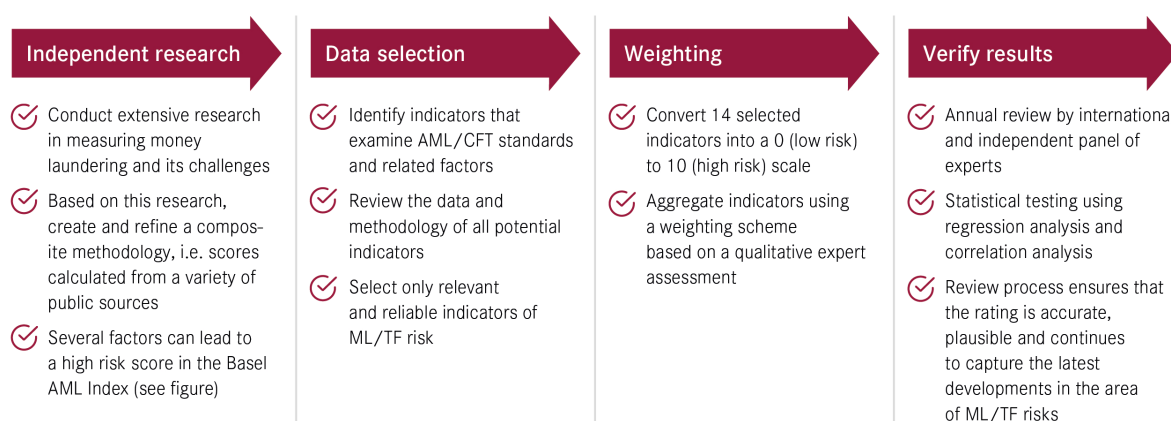 Independent research
Conduct extensive research
in measuring money
laundering and its challenges
Based on this research,
create and refine a compos-
ite methodology, i.e. scores
calculated from a variety of
public sources
Several factors can lead to
a high risk score in the Basel
AML Index (see figure)
Data selection
Identify indicators that
examine AML/CFT standards
and related factors
Review the data and
methodology of all potential
indicators
Select only relevant
and reliable indicators of
ML/TF risk
Weighting
Convert 14 selected
indicators into a 0 (low risk)
to 10 (high risk) scale
Aggregate indicators using
a weighting scheme
based on a qualitative expert
assessment
Verify results
Annual review by internationa
and independent panel of
experts
Statistical testing using
regression analysis and
correlation analysis
Review process ensures that
the rating is accurate,
plausible and continues
to capture the latest
developments in the area
of ML/TF risks